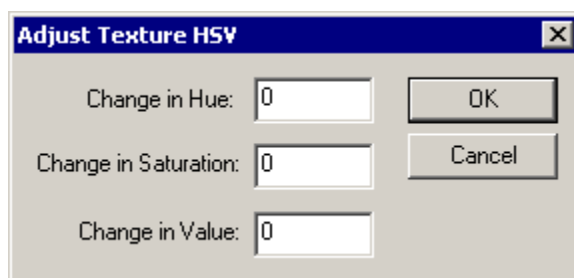 Adjust Texture HSV
Change in Hue: 0 OK
Change in Saturation: 0 Cancel
Change in Value: 0